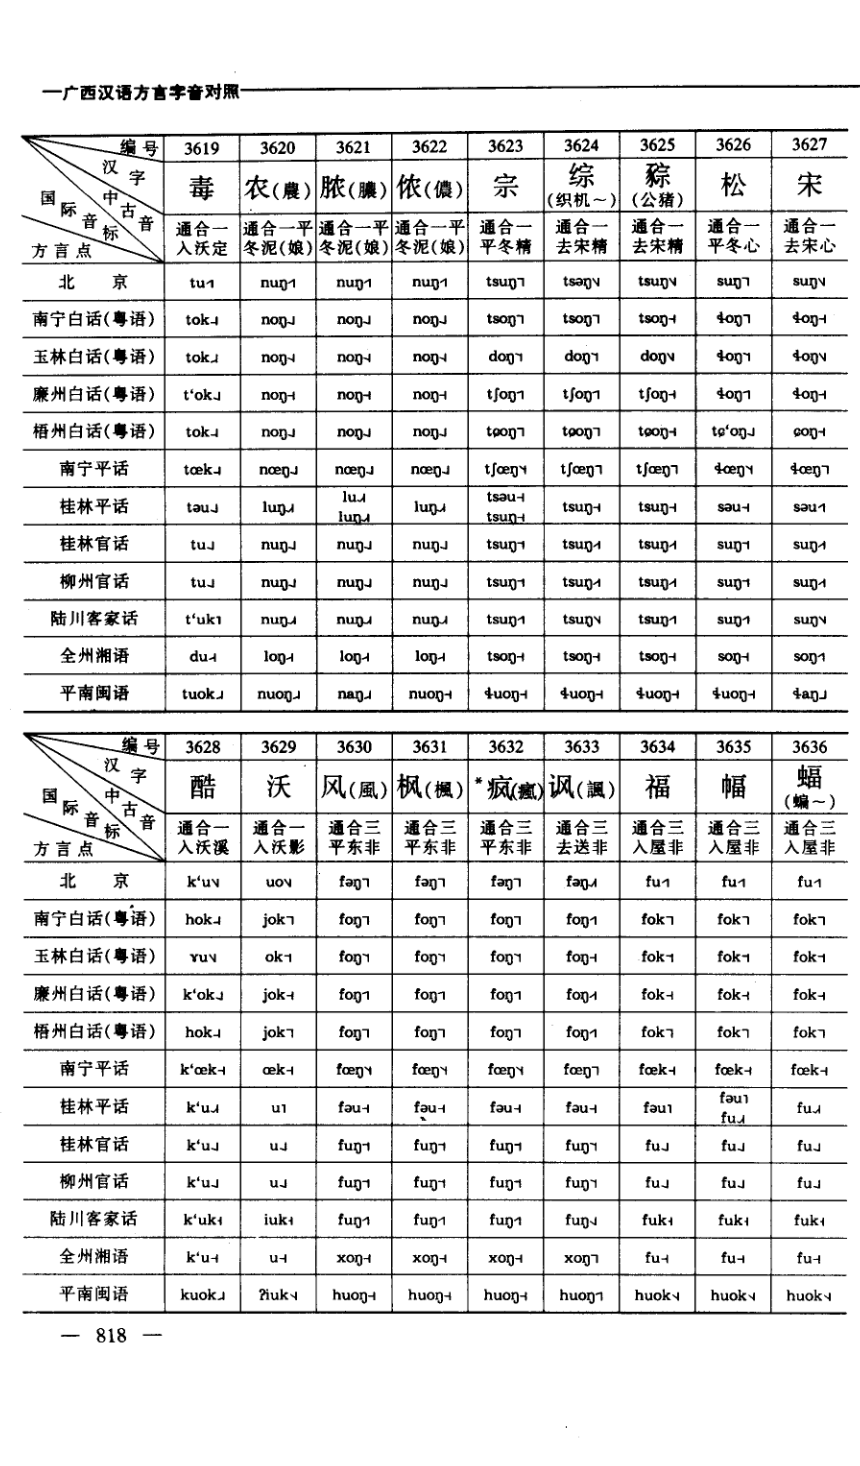 一广西汉语方言字音对照
编号 3619 3620 3621 3622 3623 3624 3625 3626 3627
汉字 毒 农(農) 脓(膿) 侬(儂) 宗 综(织机~) 豵(公猪) 松 宋
国际音标 中古音 方言点
通合一 通合一平 通合一平 通合一平 通合一 通合一 通合一 通合一 通合一
入沃定 冬泥(娘) 冬泥(娘) 冬泥(娘) 平冬精 去宋精 去宋精 平冬心 去宋心
北京 tu nuŋ nuŋ nuŋ tsuŋ tsəŋ tsuŋ suŋ suŋ
南宁白话(粤语) tok noŋ noŋ noŋ tsoŋ tsoŋ tsoŋ ɬoŋ ɬoŋ
玉林白话(粤语) tok noŋ noŋ noŋ doŋ doŋ doŋ ɬoŋ ɬoŋ
廉州白话(粤语) t‘ok noŋ noŋ noŋ tʃoŋ tʃoŋ tʃoŋ ɬoŋ ɬoŋ
梧州白话(粤语) tok noŋ noŋ noŋ tɕoŋ tɕoŋ tɕoŋ tɕ‘oŋ ɕoŋ
南宁平话 tœk nœŋ nœŋ nœŋ tʃœŋ tʃœŋ tʃœŋ ɬœŋ ɬœŋ
桂林平话 təu luŋ lu luŋ luŋ tsəu tsuŋ tsuŋ tsuŋ səu səu
桂林官话 tu nuŋ nuŋ nuŋ tsuŋ tsuŋ tsuŋ suŋ suŋ
柳州官话 tu nuŋ nuŋ nuŋ tsuŋ tsuŋ tsuŋ suŋ suŋ
陆川客家话 t‘uk nuŋ nuŋ nuŋ tsuŋ tsuŋ tsuŋ suŋ suŋ
全州湘语 du loŋ loŋ loŋ tsoŋ tsoŋ tsoŋ soŋ soŋ
平南闽语 tuok nuoŋ naŋ nuoŋ ɬuoŋ ɬuoŋ ɬuoŋ ɬuoŋ ɬaŋ
编号 3628 3629 3630 3631 3632 3633 3634 3635 3636
汉字 酷 沃 风(風) 枫(楓) *疯(瘋) 讽(諷) 福 幅 蝠(蝙~)
国际音标 中古音 方言点
通合一 通合一 通合三 通合三 通合三 通合三 通合三 通合三 通合三
入沃溪 入沃影 平东非 平东非 平东非 去送非 入屋非 入屋非 入屋非
北京 k‘u uo fəŋ fəŋ fəŋ fəŋ fu fu fu
南宁白话(粤语) hok jok foŋ foŋ foŋ foŋ fok fok fok
玉林白话(粤语) ɤu ok foŋ foŋ foŋ foŋ fok fok fok
廉州白话(粤语) k‘ok jok foŋ foŋ foŋ foŋ fok fok fok
梧州白话(粤语) hok jok foŋ foŋ foŋ foŋ fok fok fok
南宁平话 k‘œk œk fœŋ fœŋ fœŋ fœŋ fœk fœk fœk
桂林平话 k‘u u fəu fəu fəu fəu fəu fəu fu fu
桂林官话 k‘u u fuŋ fuŋ fuŋ fuŋ fu fu fu
柳州官话 k‘u u fuŋ fuŋ fuŋ fuŋ fu fu fu
陆川客家话 k‘uk iuk fuŋ fuŋ fuŋ fuŋ fuk fuk fuk
全州湘语 k‘u u xoŋ xoŋ xoŋ xoŋ fu fu fu
平南闽语 kuok ʔiuk huoŋ huoŋ huoŋ huoŋ huok huok huok
— 818 —